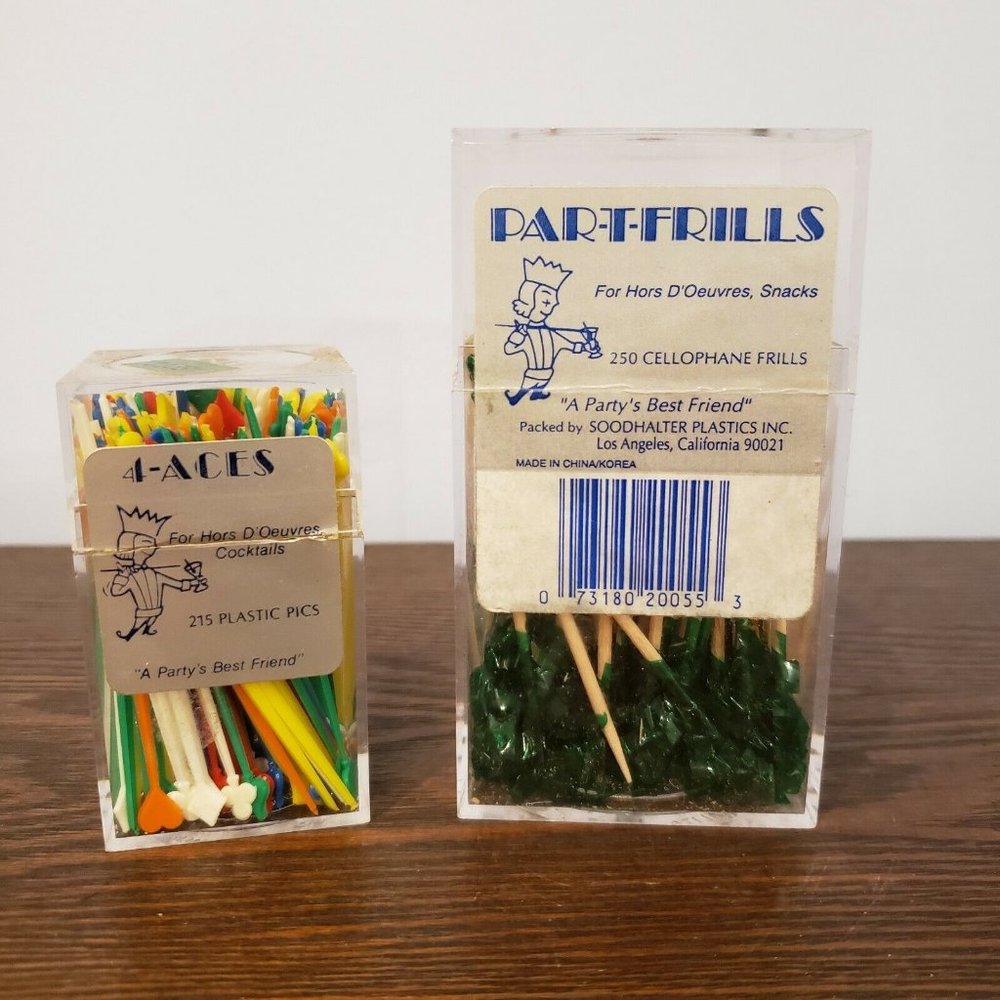 4-ACES
For Hors D'Oeuvres,
Cocktails
215 PLASTIC PICS
"A Party's Best Friend"
PAR-T-FRILLS
For Hors D'Oeuvres, Snacks
250 CELLOPHANE FRILLS
"A Party's Best Friend"
Packed by SOODHALTER PLASTICS INC.
Los Angeles, California 90021
MADE IN CHINA/KOREA
0 73180 20055 3